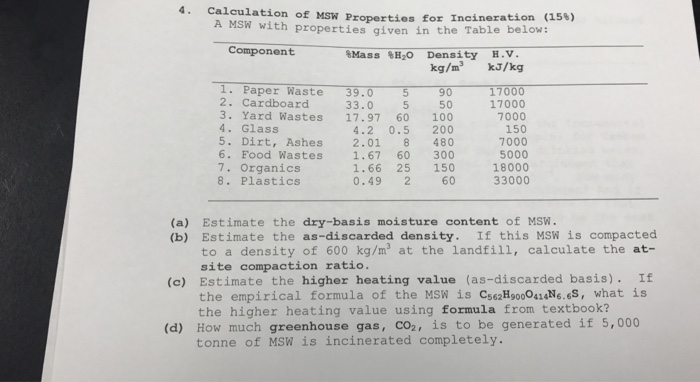 4. Calculation of MSW Properties for Incineration (15%)
A MSW with properties given in the Table below:
Component %Mass %H₂O Density H.V.
kg/m³ kJ/kg
1. Paper Waste 39.0 5 90 17000
2. Cardboard 33.0 5 50 17000
3. Yard Wastes 17.97 60 100 7000
4. Glass 4.2 0.5 200 150
5. Dirt, Ashes 2.01 8 480 7000
6. Food Wastes 1.67 60 300 5000
7. Organics 1.66 25 150 18000
8. Plastics 0.49 2 60 33000
(a) Estimate the dry-basis moisture content of MSW.
(b) Estimate the as-discarded density. If this MSW is compacted
to a density of 600 kg/m³ at the landfill, calculate the at-
site compaction ratio.
(c) Estimate the higher heating value (as-discarded basis). If
the empirical formula of the MSW is C₅₆₂H₉₀₀O₄₁₄N₆.₆S, what is
the higher heating value using formula from textbook?
(d) How much greenhouse gas, CO₂, is to be generated if 5,000
tonne of MSW is incinerated completely.